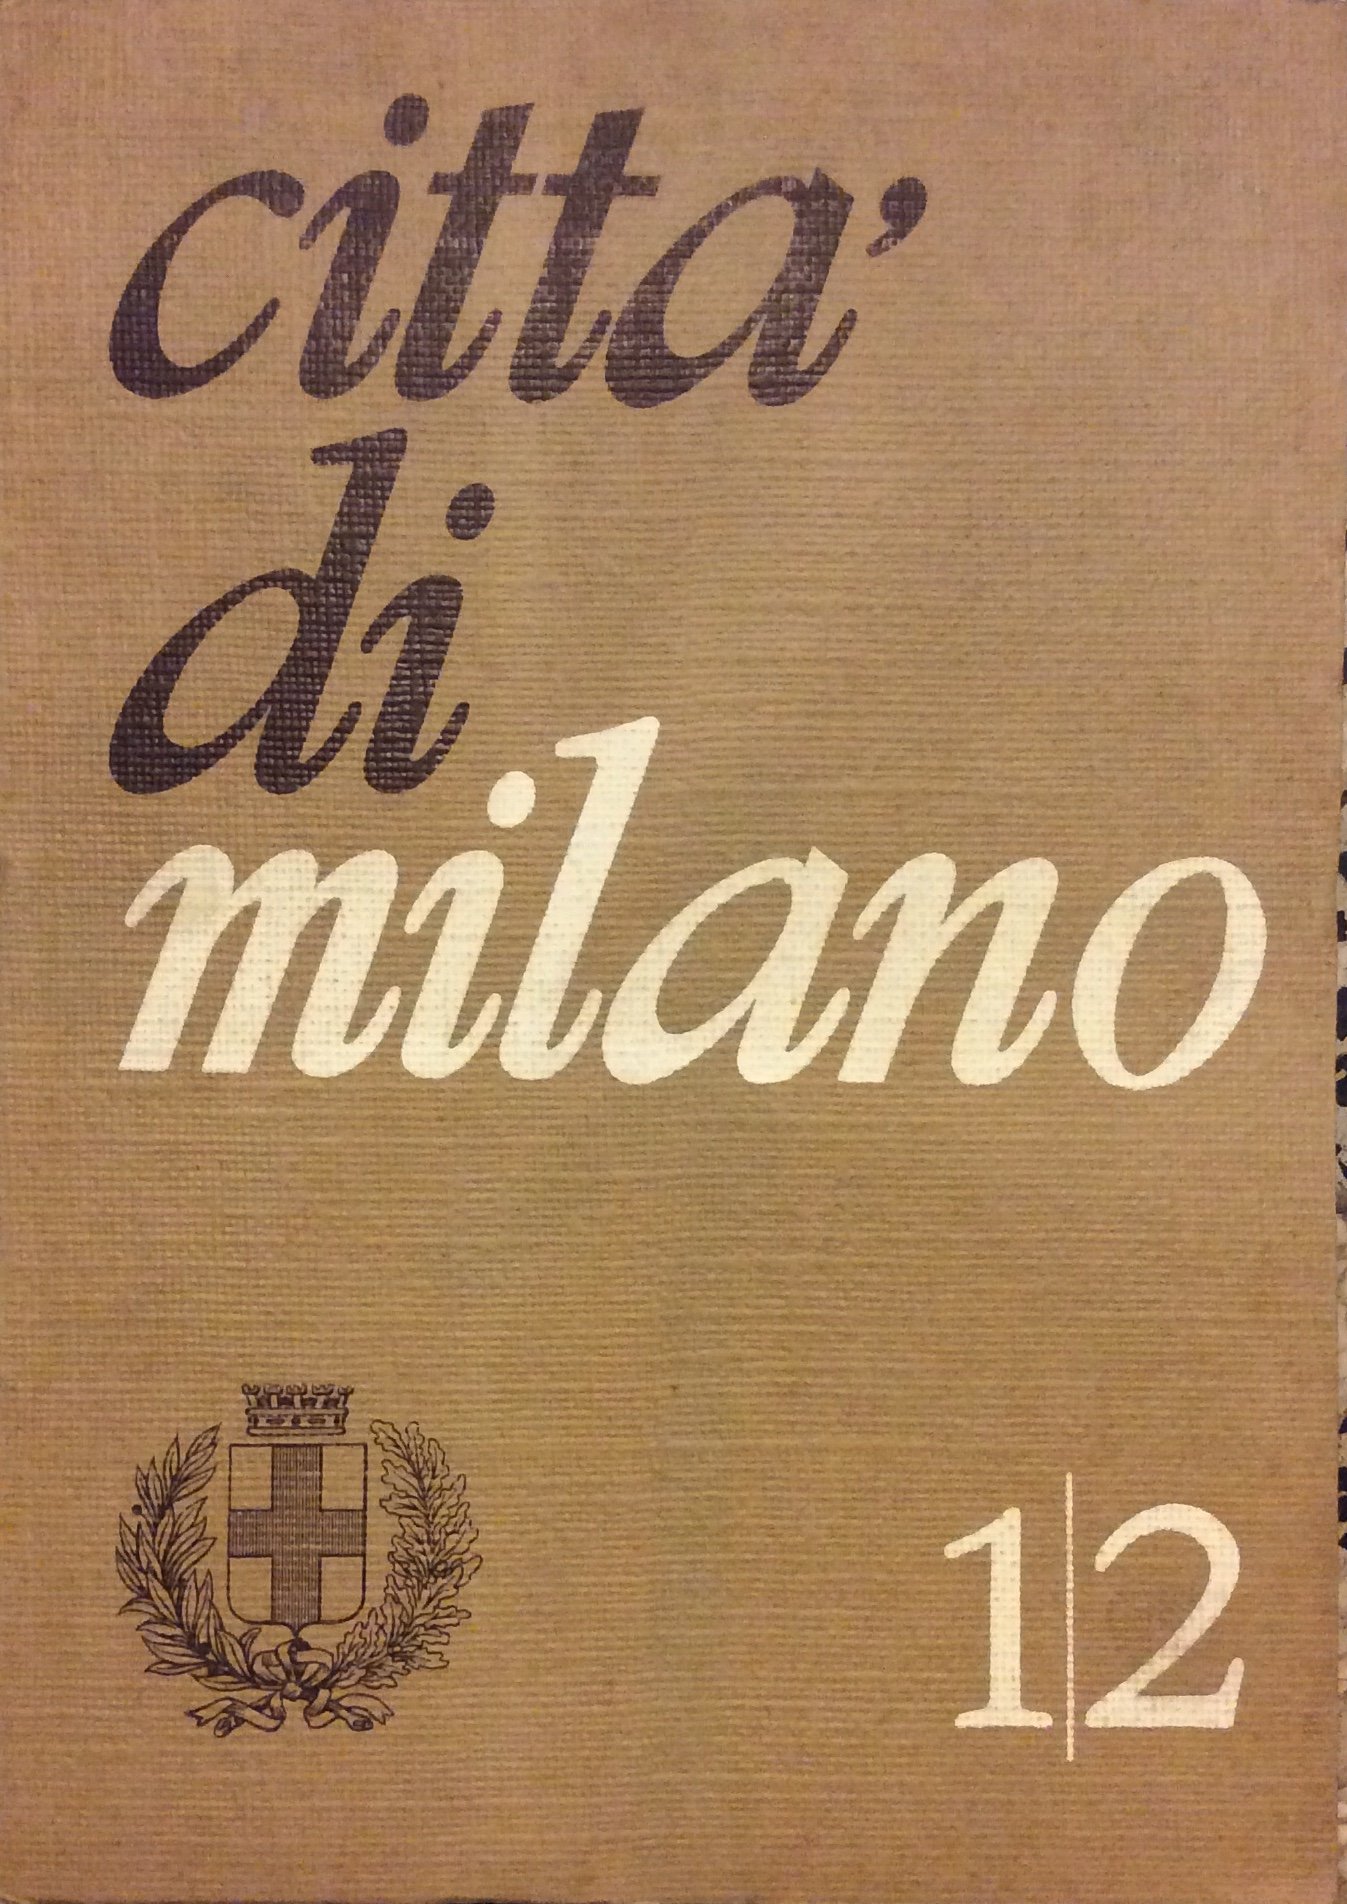 citta'
di
milano
1|2